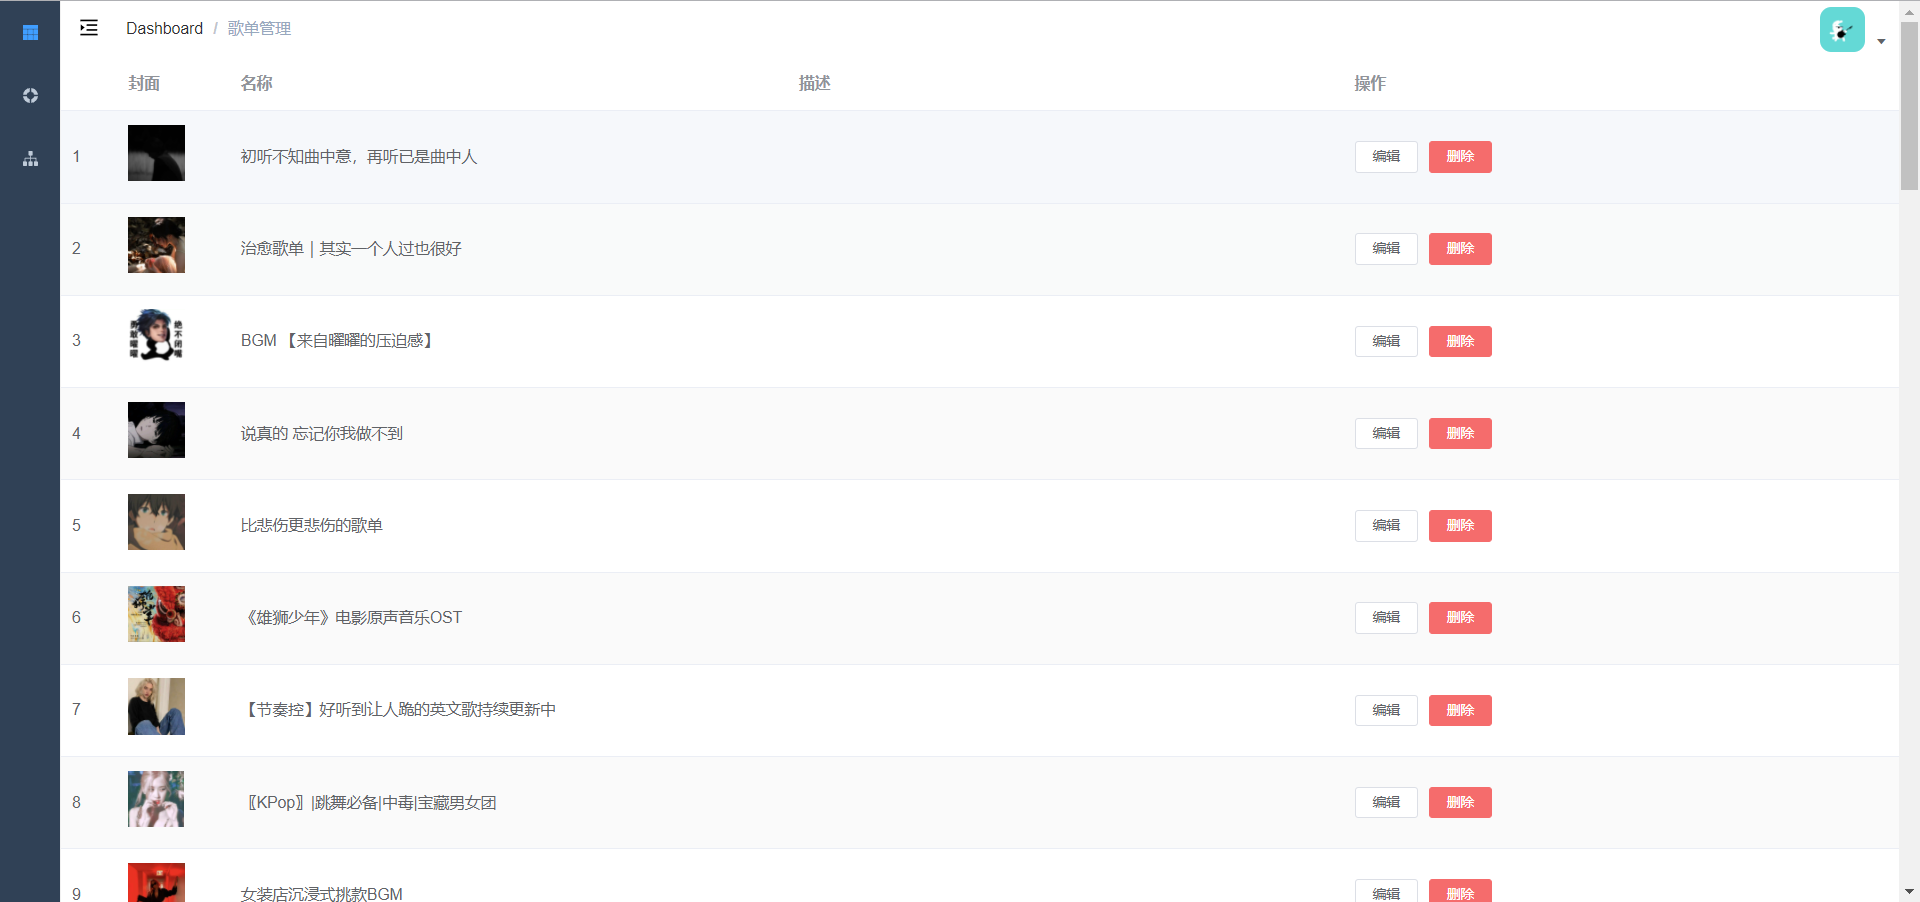 Dashboard / 歌单管理
封面 名称 描述 操作
1 初听不知曲中意，再听已是曲中人 编辑 删除
2 治愈歌单｜其实一个人过也很好 编辑 删除
勇敢曜曜 绝不闭嘴
3 BGM 【来自曜曜的压迫感】 编辑 删除
4 说真的 忘记你我做不到 编辑 删除
5 比悲伤更悲伤的歌单 编辑 删除
6 《雄狮少年》电影原声音乐OST 编辑 删除
7 【节奏控】好听到让人跪的英文歌持续更新中 编辑 删除
8 〖KPop〗|跳舞必备|中毒|宝藏男女团 编辑 删除
9 女装店沉浸式挑款BGM 编辑 删除